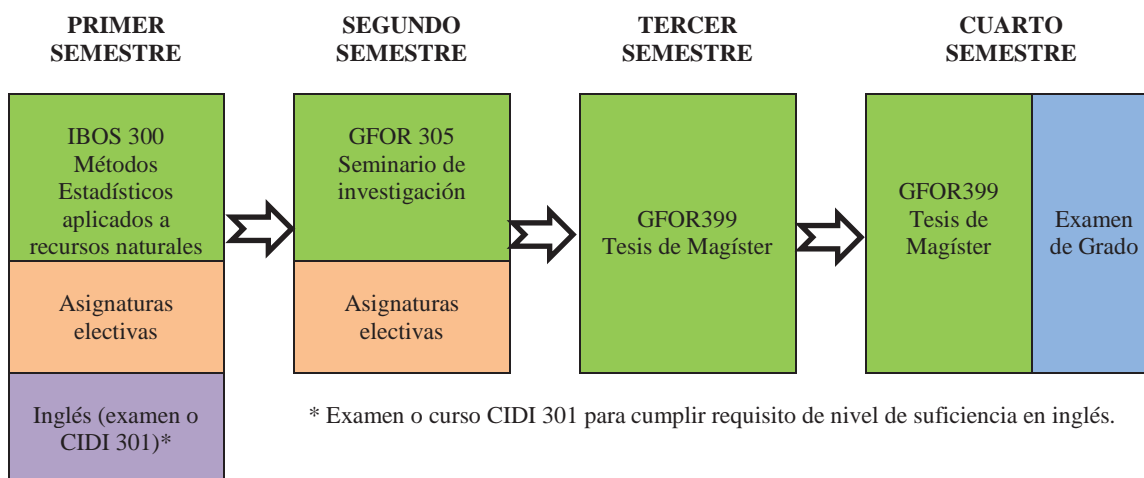 PRIMER
SEMESTRE
SEGUNDO
SEMESTRE
TERCER
SEMESTRE
CUARTO
SEMESTRE
IBOS 300
Métodos
Estadísticos
aplicados a
recursos naturales
Asignaturas
electivas
Inglés (examen o
CIDI 301)*
GFOR 305
Seminario de
investigación
Asignaturas
electivas
GFOR399
Tesis de Magíster
GFOR399
Tesis de
Magíster
Examen
de Grado
* Examen o curso CIDI 301 para cumplir requisito de nivel de suficiencia en inglés.